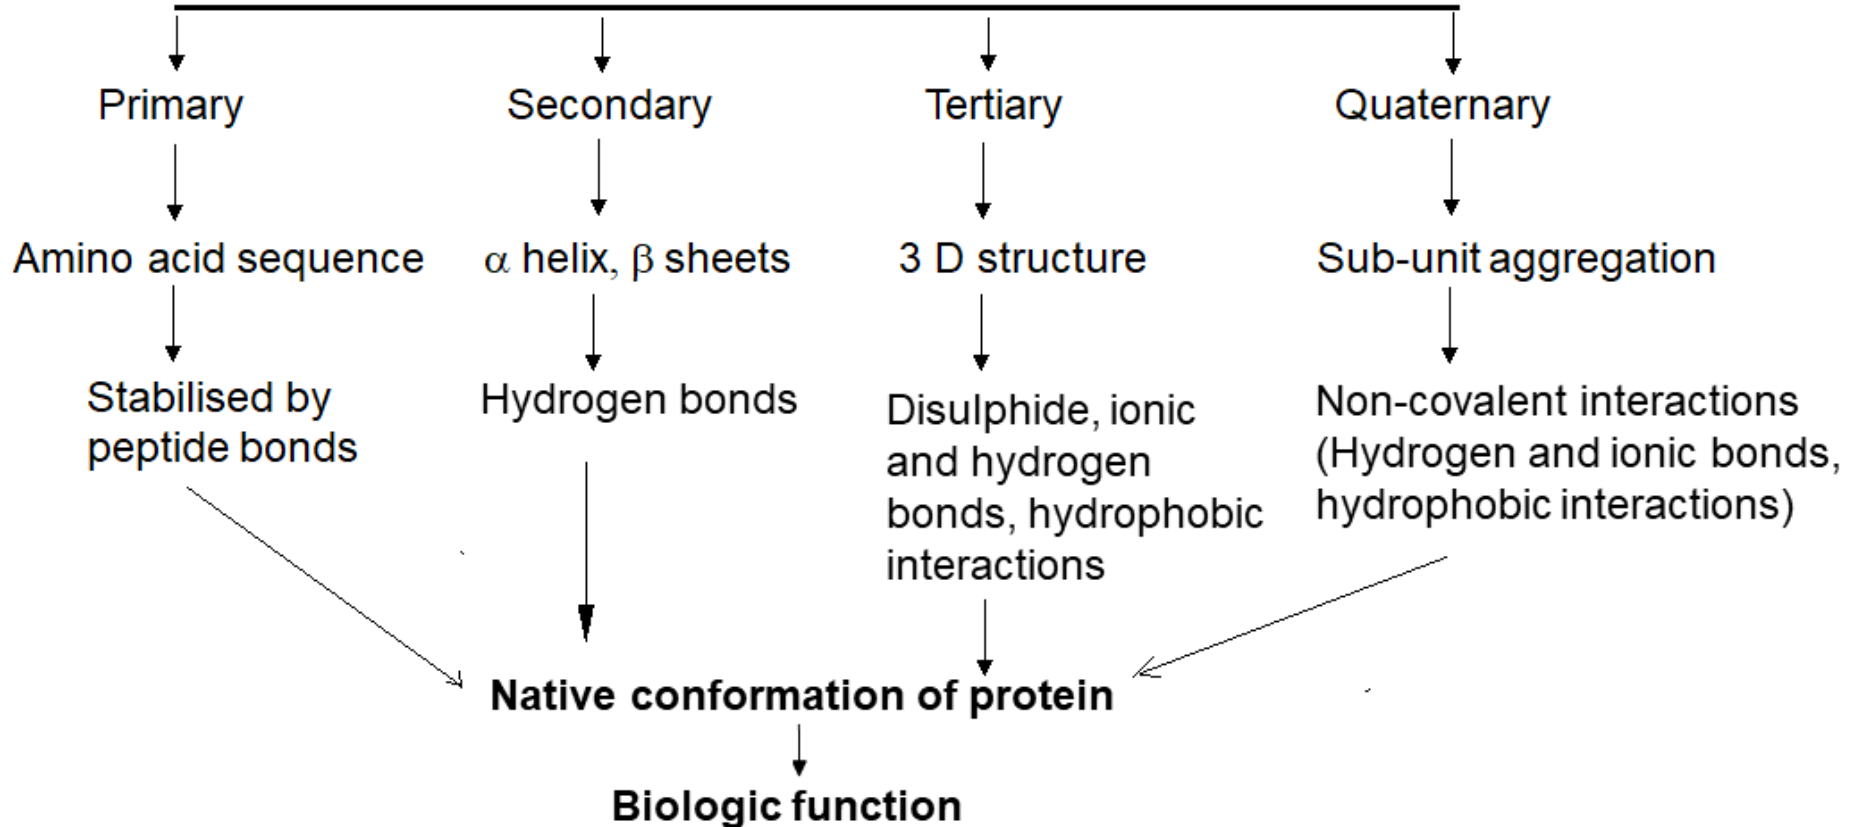 Primary
Secondary
Tertiary
Quaternary
Amino acid sequence
α helix, β sheets
3 D structure
Sub-unit aggregation
Stabilised by
peptide bonds
Hydrogen bonds
Disulphide, ionic
and hydrogen
bonds, hydrophobic
interactions
Non-covalent interactions
(Hydrogen and ionic bonds,
hydrophobic interactions)
Native conformation of protein
Biologic function